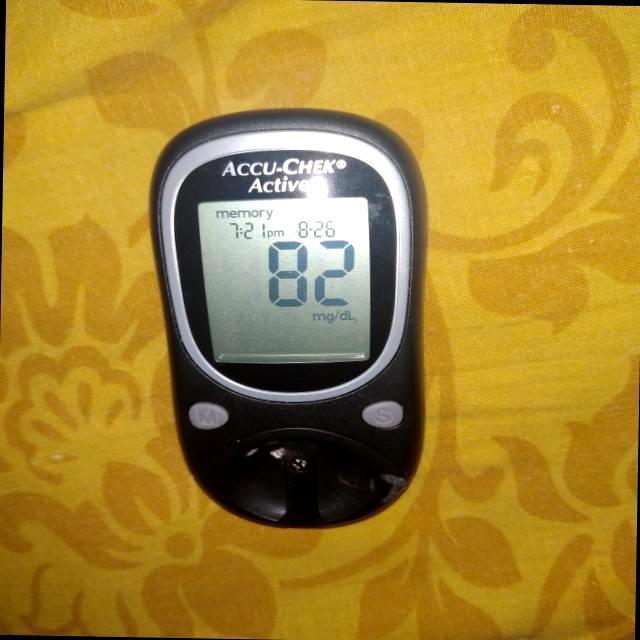 ACCU-CHEK®
Active
memory
7:21pm 8-26
82
mg/dL
M S